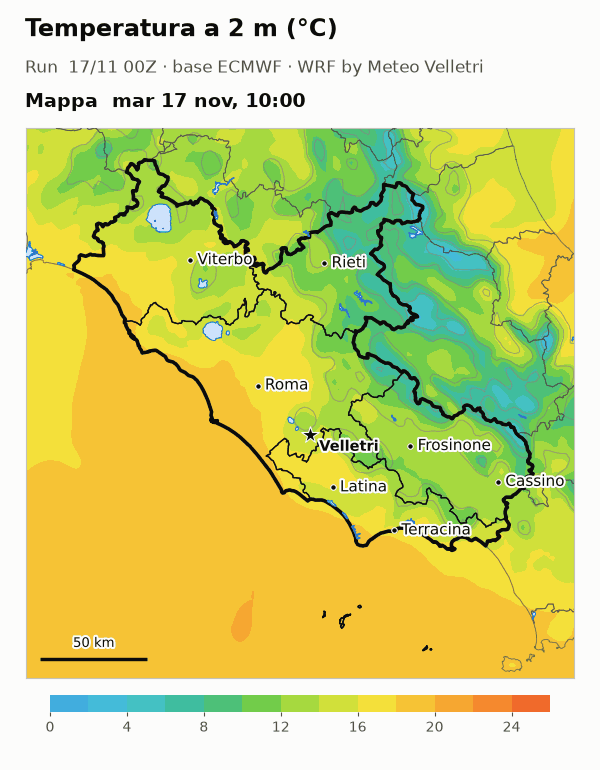 Temperatura a 2 m (°C)
Run  17/11 00Z · base ECMWF · WRF by Meteo Velletri
Mappa  mar 17 nov, 10:00
Viterbo
Rieti
Roma
Velletri
Frosinone
Cassino
Latina
Terracina
50 km
0 4 8 12 16 20 24